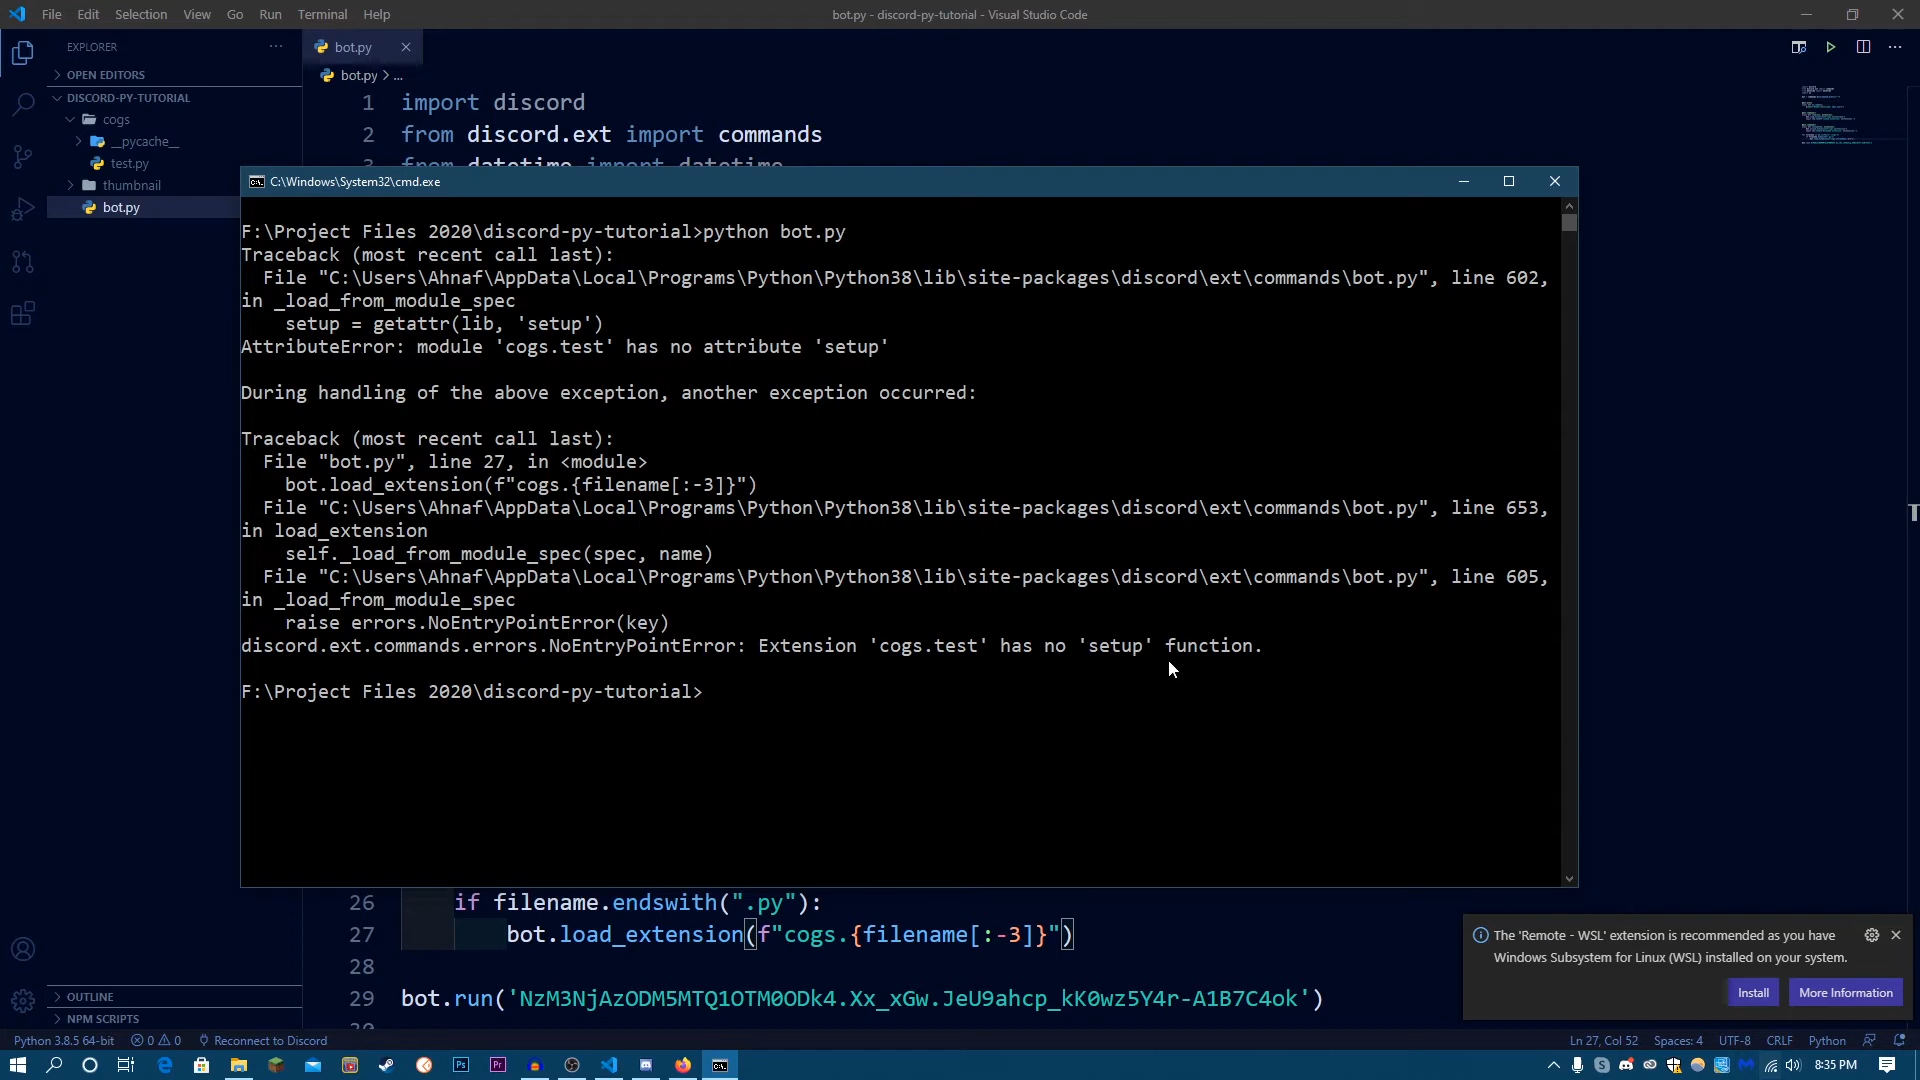 File Edit Selection View Go Run Terminal Help
bot.py - discord-py-tutorial - Visual Studio Code
EXPLORER
OPEN EDITORS
DISCORD-PY-TUTORIAL
cogs
__pycache__
test.py
thumbnail
bot.py
bot.py
bot.py > ...
1 import discord
2 from discord.ext import commands
3 from datetime import datetime
C:\Windows\System32\cmd.exe
F:\Project Files 2020\discord-py-tutorial>python bot.py
Traceback (most recent call last):
File "C:\Users\Ahnaf\AppData\Local\Programs\Python\Python38\lib\site-packages\discord\ext\commands\bot.py", line 602,
in _load_from_module_spec
setup = getattr(lib, 'setup')
AttributeError: module 'cogs.test' has no attribute 'setup'
During handling of the above exception, another exception occurred:
Traceback (most recent call last):
File "bot.py", line 27, in <module>
bot.load_extension(f"cogs.{filename[:-3]}")
File "C:\Users\Ahnaf\AppData\Local\Programs\Python\Python38\lib\site-packages\discord\ext\commands\bot.py", line 653,
in load_extension
self._load_from_module_spec(spec, name)
File "C:\Users\Ahnaf\AppData\Local\Programs\Python\Python38\lib\site-packages\discord\ext\commands\bot.py", line 605,
in _load_from_module_spec
raise errors.NoEntryPointError(key)
discord.ext.commands.errors.NoEntryPointError: Extension 'cogs.test' has no 'setup' function.
F:\Project Files 2020\discord-py-tutorial>
26 if filename.endswith(".py"):
27 bot.load_extension(f"cogs.{filename[:-3]}")
28
29 bot.run('NzM3NjAzODM5MTQ1OTM0ODk4.Xx_xGw.JeU9ahcp_kK0wz5Y4r-A1B7C4ok')
30
The 'Remote - WSL' extension is recommended as you have
Windows Subsystem for Linux (WSL) installed on your system.
Install
More Information
OUTLINE
NPM SCRIPTS
Python 3.8.5 64-bit 0 0 Reconnect to Discord
Ln 27, Col 52 Spaces: 4 UTF-8 CRLF Python
8:35 PM